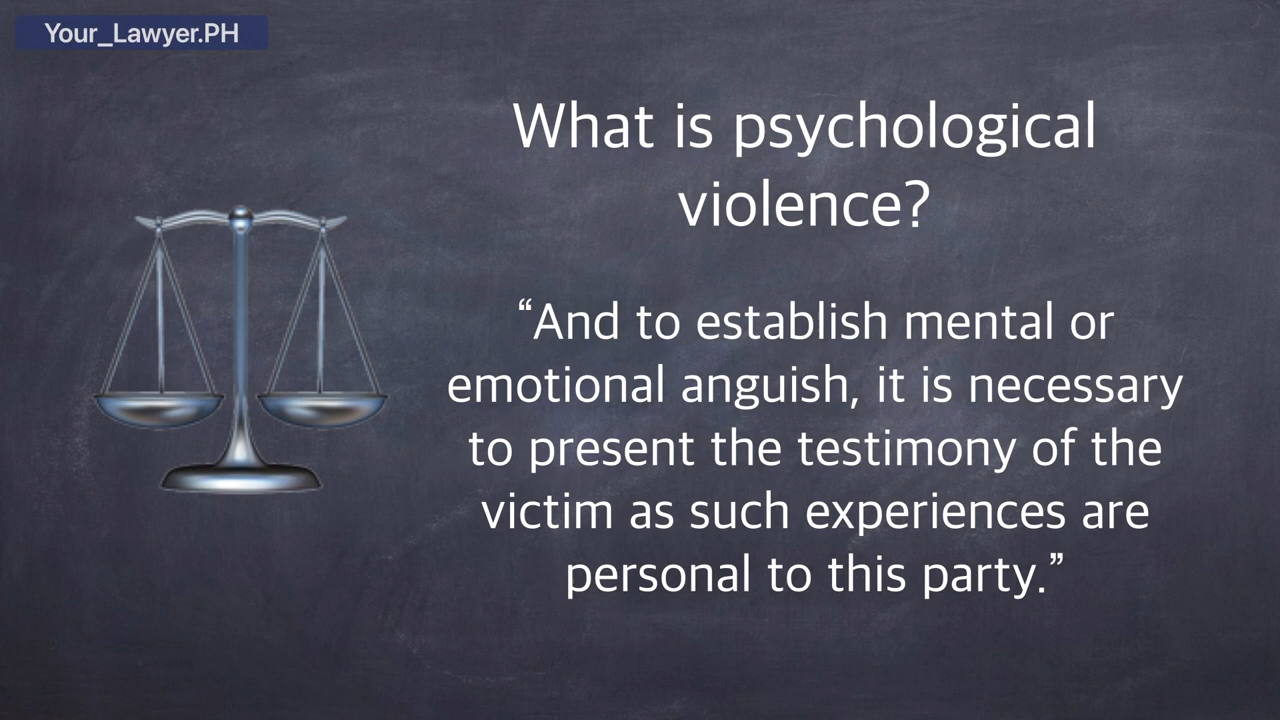 Your_Lawyer.PH
What is psychological
violence?
“And to establish mental or
emotional anguish, it is necessary
to present the testimony of the
victim as such experiences are
personal to this party.”